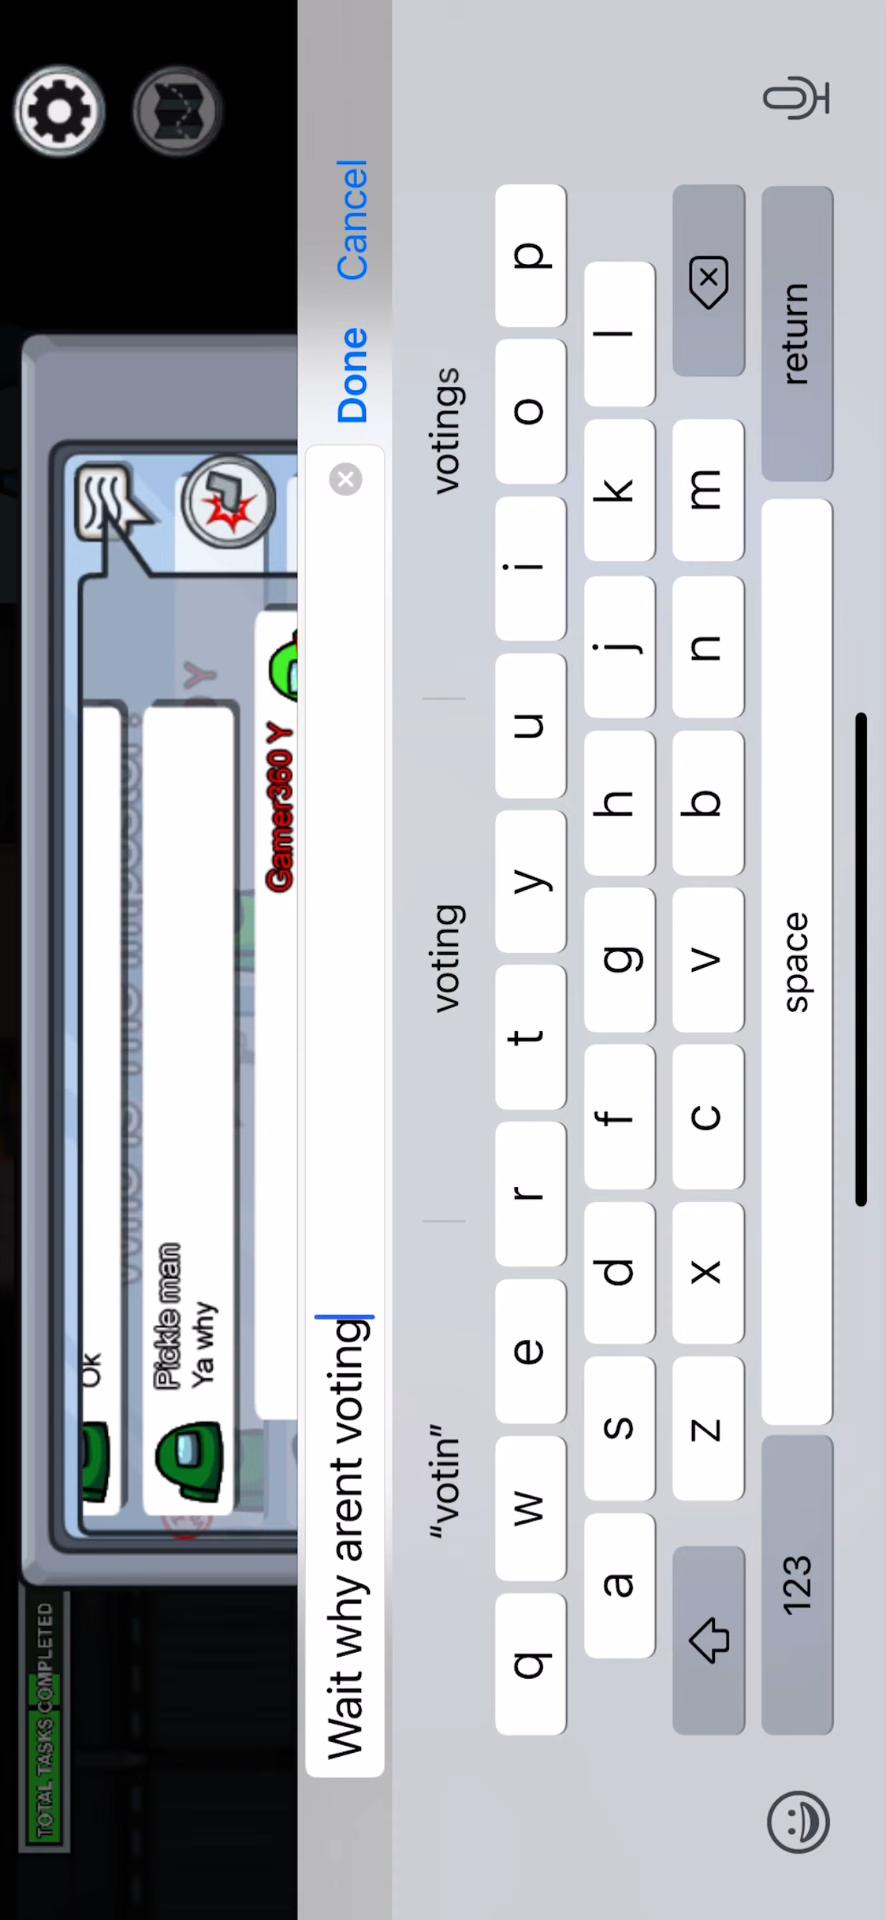 Ok
Pickle man
Ya why
Gamer360 Y
TOTAL TASKS COMPLETED
Wait why arent voting
Done
Cancel
“votin”
voting
votings
q w e r t y u i o p
a s d f g h j k l
z x c v b n m
123
space
return